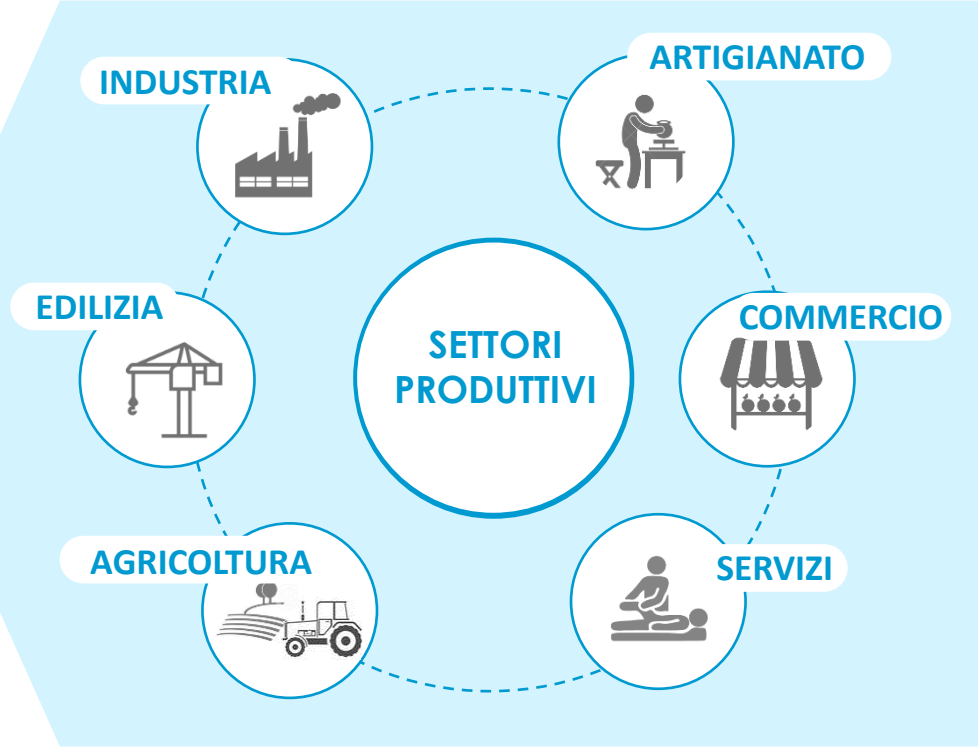 INDUSTRIA
ARTIGIANATO
EDILIZIA
COMMERCIO
SETTORI
PRODUTTIVI
AGRICOLTURA
SERVIZI